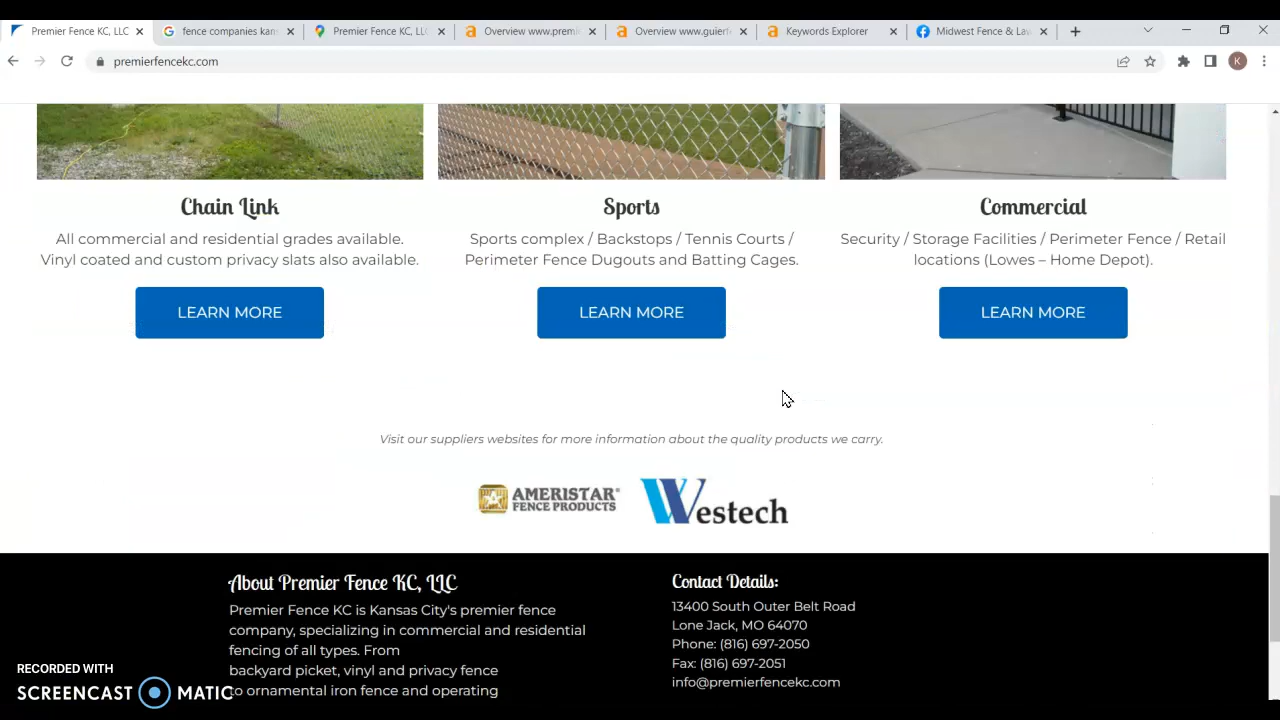 Premier Fence KC, LLC
fence companies kan
Premier Fence KC, LLC
Overview www.premi
Overview www.guierf
Keywords Explorer
Midwest Fence & Law
premierfencekc.com
K
Chain Link
All commercial and residential grades available.
Vinyl coated and custom privacy slats also available.
LEARN MORE
Sports
Sports complex / Backstops / Tennis Courts /
Perimeter Fence Dugouts and Batting Cages.
LEARN MORE
Commercial
Security / Storage Facilities / Perimeter Fence / Retail
locations (Lowes – Home Depot).
LEARN MORE
Visit our suppliers websites for more information about the quality products we carry.
AMERISTAR®
FENCE PRODUCTS
Westech
About Premier Fence KC, LLC
Premier Fence KC is Kansas City's premier fence
company, specializing in commercial and residential
fencing of all types. From
backyard picket, vinyl and privacy fence
to ornamental iron fence and operating
Contact Details:
13400 South Outer Belt Road
Lone Jack, MO 64070
Phone: (816) 697-2050
Fax: (816) 697-2051
info@premierfencekc.com
RECORDED WITH
SCREENCAST MATIC